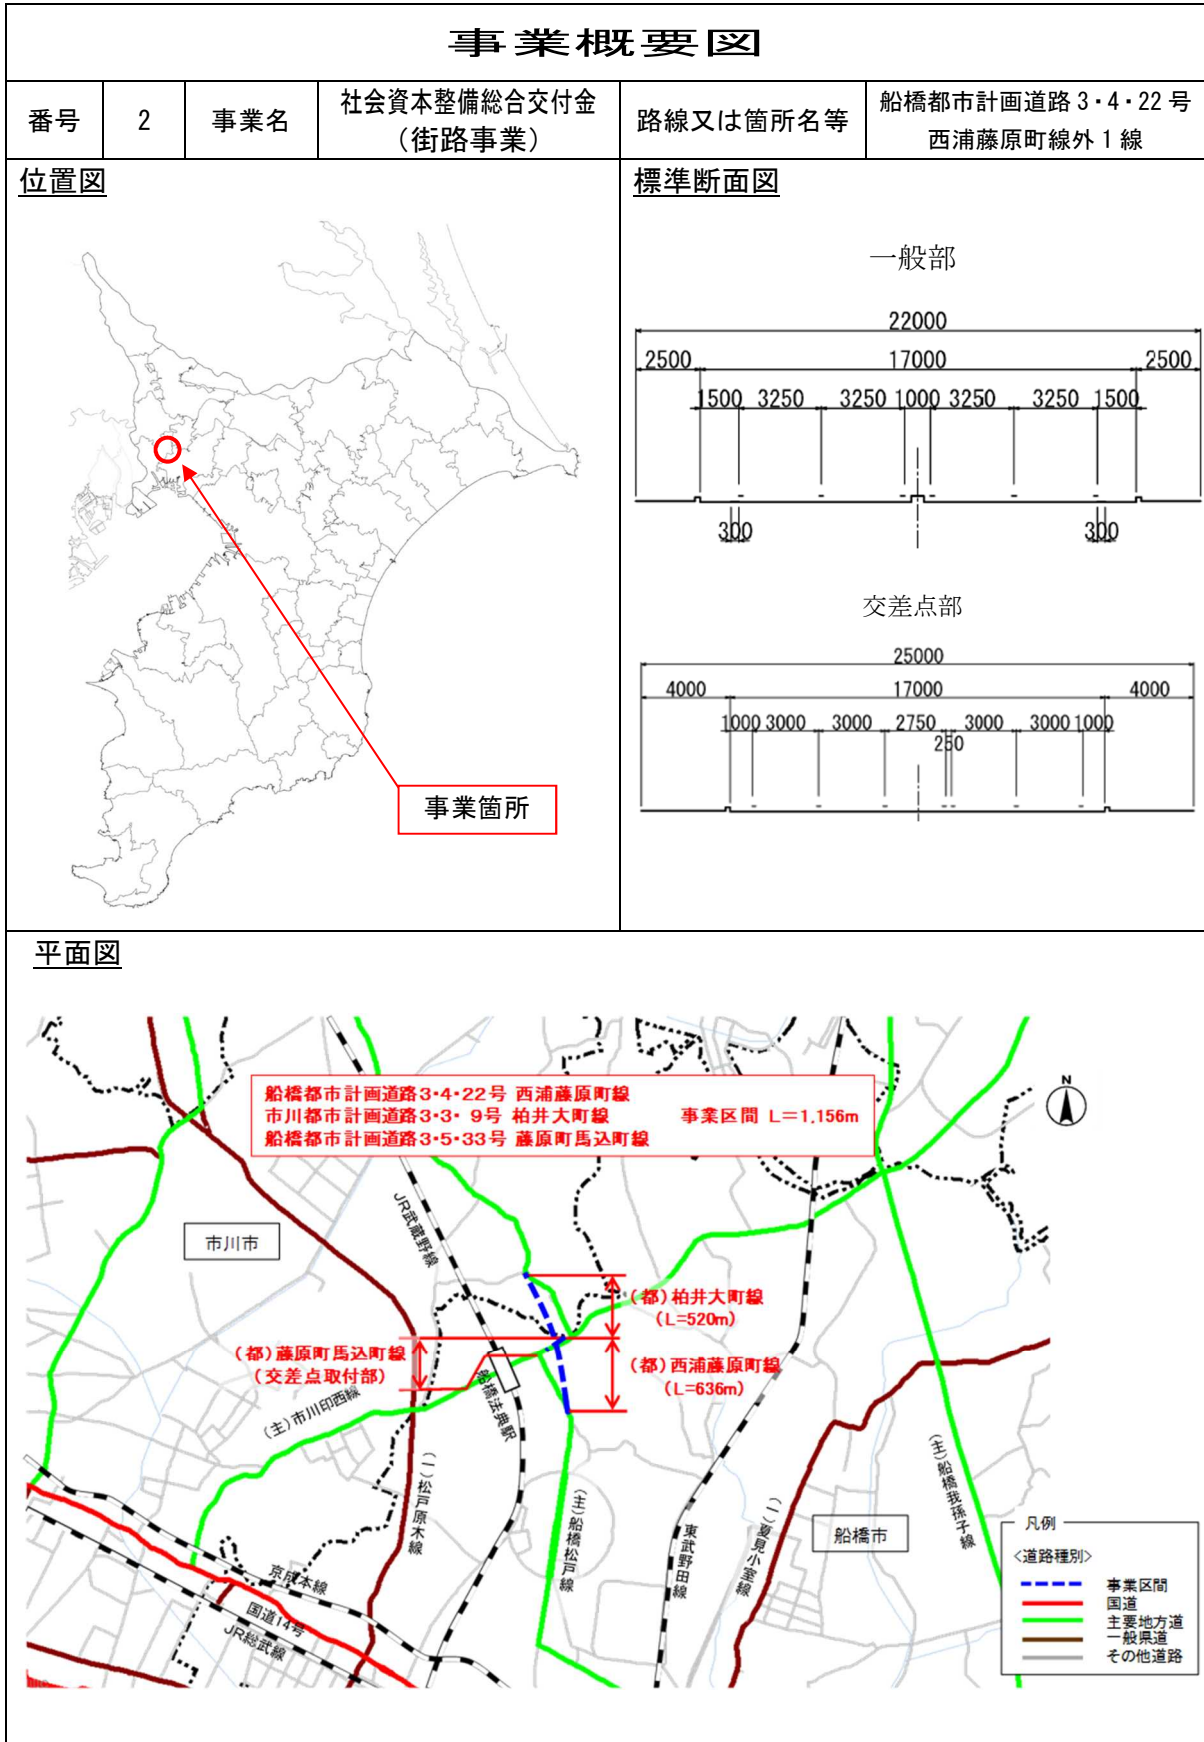 事業概要図
番号
2
事業名
社会資本整備総合交付金
（街路事業）
路線又は箇所名等
船橋都市計画道路 3・4・22 号
西浦藤原町線外 1 線
位置図
事業箇所
標準断面図
一般部
22000
2500 17000 2500
1500 3250 3250 1000 3250 3250 1500
300 300
交差点部
25000
4000 17000 4000
1000 3000 3000 2750 3000 3000 1000
250
平面図
船橋都市計画道路3・4・22号 西浦藤原町線
市川都市計画道路3・3・ 9号 柏井大町線 事業区間 L=1,156m
船橋都市計画道路3・5・33号 藤原町馬込町線
N
市川市
JR武蔵野線
(都)柏井大町線
(L=520m)
(都)藤原町馬込町線
(交差点取付部)
(都)西浦藤原町線
(L=636m)
船橋法典駅
(主)市川印西線
(一)松戸原木線
(主)船橋松戸線
東武野田線
(一)夏見小室線
船橋市
(主)船橋我孫子線
京成本線
国道14号
JR総武線
凡例
<道路種別>
事業区間
国道
主要地方道
一般県道
その他道路